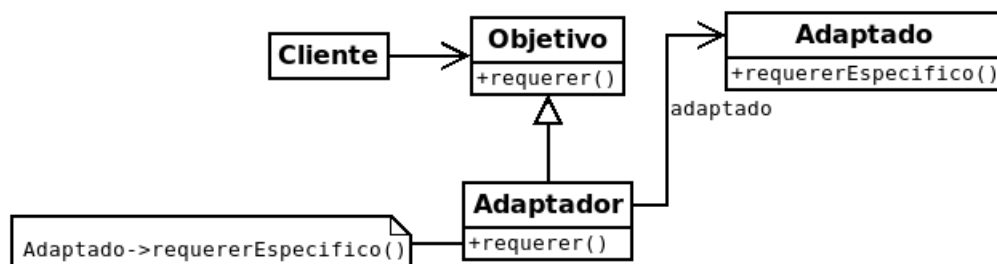 Cliente
Objetivo
+requerer()
Adaptado
+requererEspecifico()
adaptado
Adaptador
+requerer()
Adaptado->requererEspecifico()